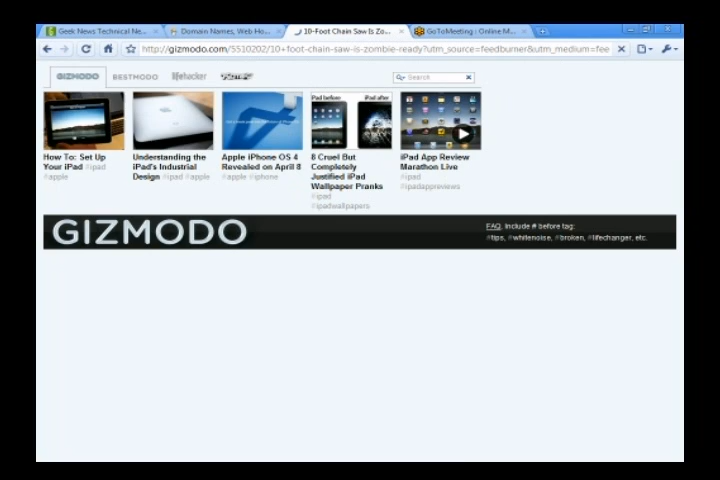 Geek News Technical Ne...
Domain Names, Web Ho...
10-Foot Chain Saw Is Zo...
GoToMeeting : Online M...
http://gizmodo.com/5510202/10+foot-chain-saw-is-zombie-ready?utm_source=feedburner&utm_medium=fee
GIZMODO
BESTMODO
lifehacker
Search
Pad before
Pad after
How To: Set Up
Your iPad #ipad
#apple
Understanding the
iPad's Industrial
Design #ipad #apple
Apple iPhone OS 4
Revealed on April 8
#apple #iphone
8 Cruel But
Completely
Justified iPad
Wallpaper Pranks
#ipad
#ipadwallpapers
iPad App Review
Marathon Live
#ipad
#ipadappreviews
GIZMODO
FAQ. Include # before tag:
#tips, #whitenoise, #broken, #lifechanger, etc.